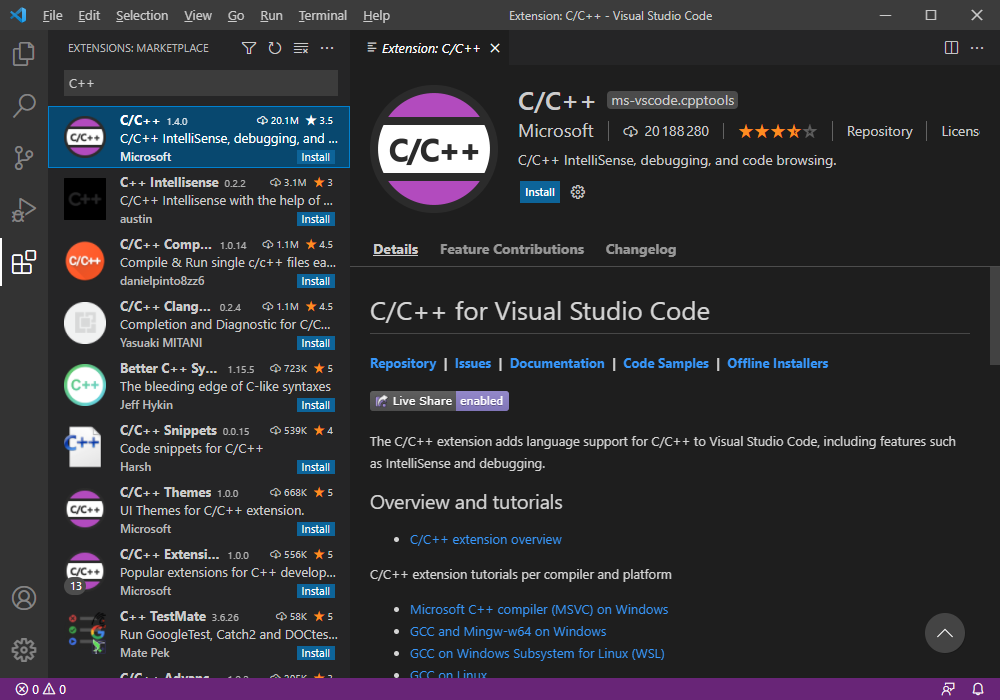 File Edit Selection View Go Run Terminal Help
Extension: C/C++ - Visual Studio Code
EXTENSIONS: MARKETPLACE
C++
C/C++ 1.4.0 20.1M 3.5
C/C++ IntelliSense, debugging, and ...
Microsoft Install
C++ Intellisense 0.2.2 3.1M 3
C/C++ Intellisense with the help of ...
austin Install
C/C++ Comp... 1.0.14 1.1M 4.5
Compile & Run single c/c++ files ea...
danielpinto8zz6 Install
C/C++ Clang... 0.2.4 1.1M 4.5
Completion and Diagnostic for C/C...
Yasuaki MITANI Install
Better C++ Sy... 1.15.5 723K 5
The bleeding edge of C-like syntaxes
Jeff Hykin Install
C/C++ Snippets 0.0.15 539K 4
Code snippets for C/C++
Harsh Install
C/C++ Themes 1.0.0 668K 5
UI Themes for C/C++ extension.
Microsoft Install
C/C++ Extensi... 1.0.0 556K 5
Popular extensions for C++ develop...
13 Microsoft Install
C++ TestMate 3.6.26 58K 5
Run GoogleTest, Catch2 and DOCtes...
Mate Pek Install
Extension: C/C++
C/C++
C/C++ ms-vscode.cpptools
Microsoft 20188280 Repository Licens
C/C++ IntelliSense, debugging, and code browsing.
Install
Details Feature Contributions Changelog
C/C++ for Visual Studio Code
Repository | Issues | Documentation | Code Samples | Offline Installers
Live Share enabled
The C/C++ extension adds language support for C/C++ to Visual Studio Code, including features such
as IntelliSense and debugging.
Overview and tutorials
• C/C++ extension overview
C/C++ extension tutorials per compiler and platform
• Microsoft C++ compiler (MSVC) on Windows
• GCC and Mingw-w64 on Windows
• GCC on Windows Subsystem for Linux (WSL)
• GCC on Linux
0 0